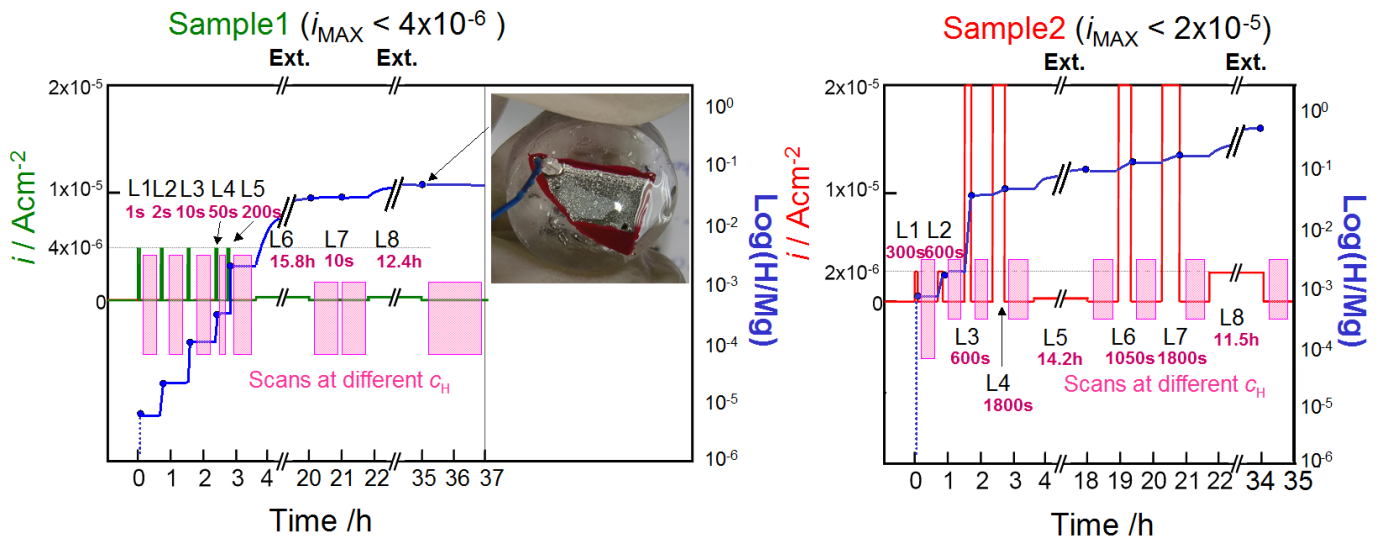 Sample1 (iMAX < 4x10-6 )
Ext. Ext.
2x10-5
1x10-5
4x10-6
0
i / Acm-2
L1 L2 L3 L4 L5
1s 2s 10s 50s 200s
L6 L7 L8
15.8h 10s 12.4h
Scans at different cH
100
10-1
10-2
10-3
10-4
10-5
10-6
Log(H/Mg)
0 1 2 3 4 20 21 22 35 36 37
Time /h
Sample2 (iMAX < 2x10-5)
Ext. Ext.
2x10-5
1x10-5
2x10-6
0
i / Acm-2
L1 L2
300s 600s
L3 L5 L6 L7 L8
600s 14.2h 1050s 1800s 11.5h
L4
1800s
Scans at different cH
100
10-1
10-2
10-3
10-4
10-5
10-6
Log(H/Mg)
0 1 2 3 4 18 19 20 21 22 34 35
Time /h